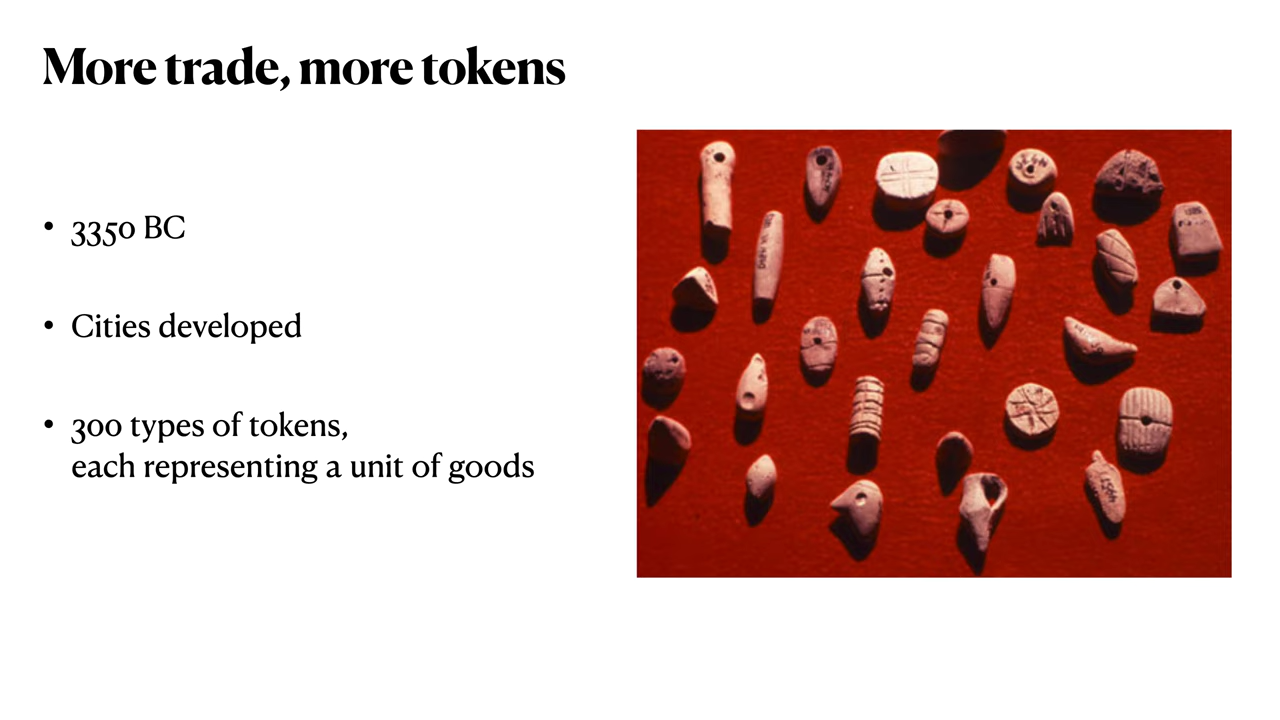 More trade, more tokens
• 3350 BC
• Cities developed
• 300 types of tokens,
each representing a unit of goods